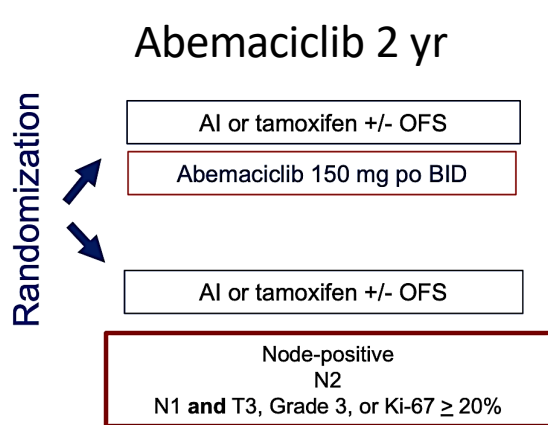 Abemaciclib 2 yr
Randomization
AI or tamoxifen +/- OFS
Abemaciclib 150 mg po BID
AI or tamoxifen +/- OFS
Node-positive
N2
N1 and T3, Grade 3, or Ki-67 ≥ 20%